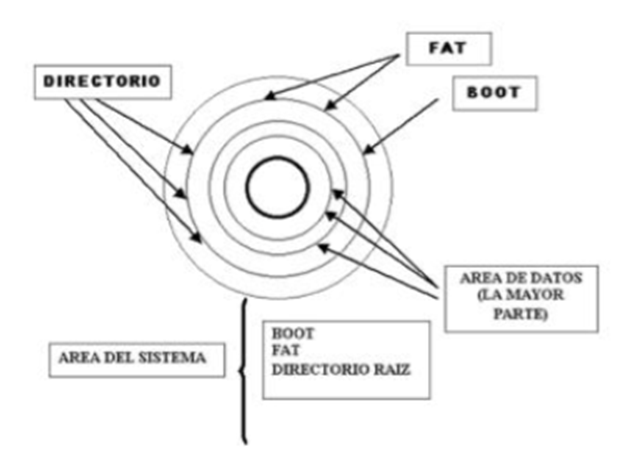 FAT
DIRECTORIO
BOOT
AREA DE DATOS
(LA MAYOR
PARTE)
AREA DEL SISTEMA
BOOT
FAT
DIRECTORIO RAIZ